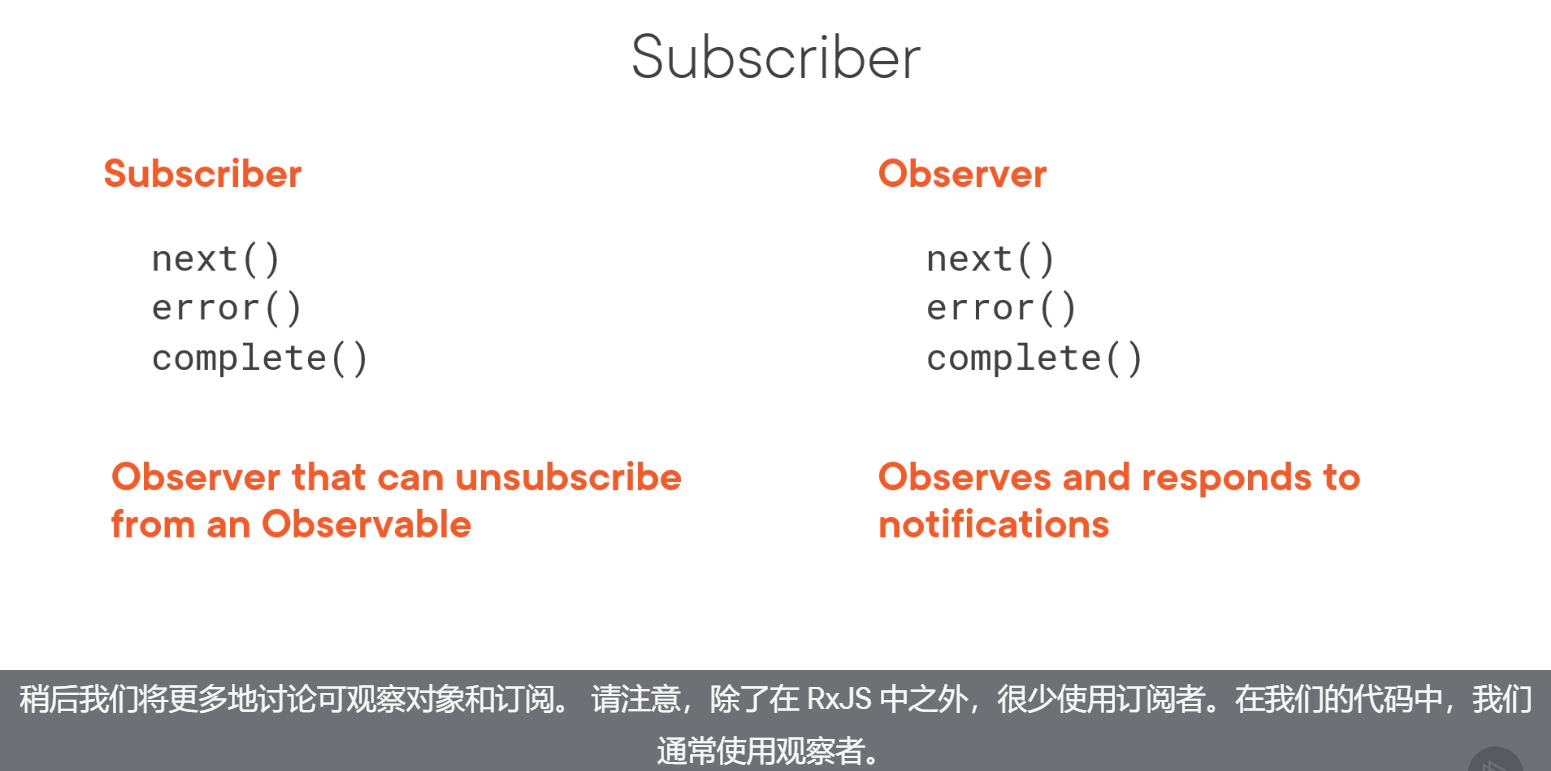 Subscriber
Subscriber
next()
error()
complete()
Observer that can unsubscribe
from an Observable
Observer
next()
error()
complete()
Observes and responds to
notifications
稍后我们将更多地讨论可观察对象和订阅。 请注意，除了在 RxJS 中之外，很少使用订阅者。在我们的代码中，我们
通常使用观察者。